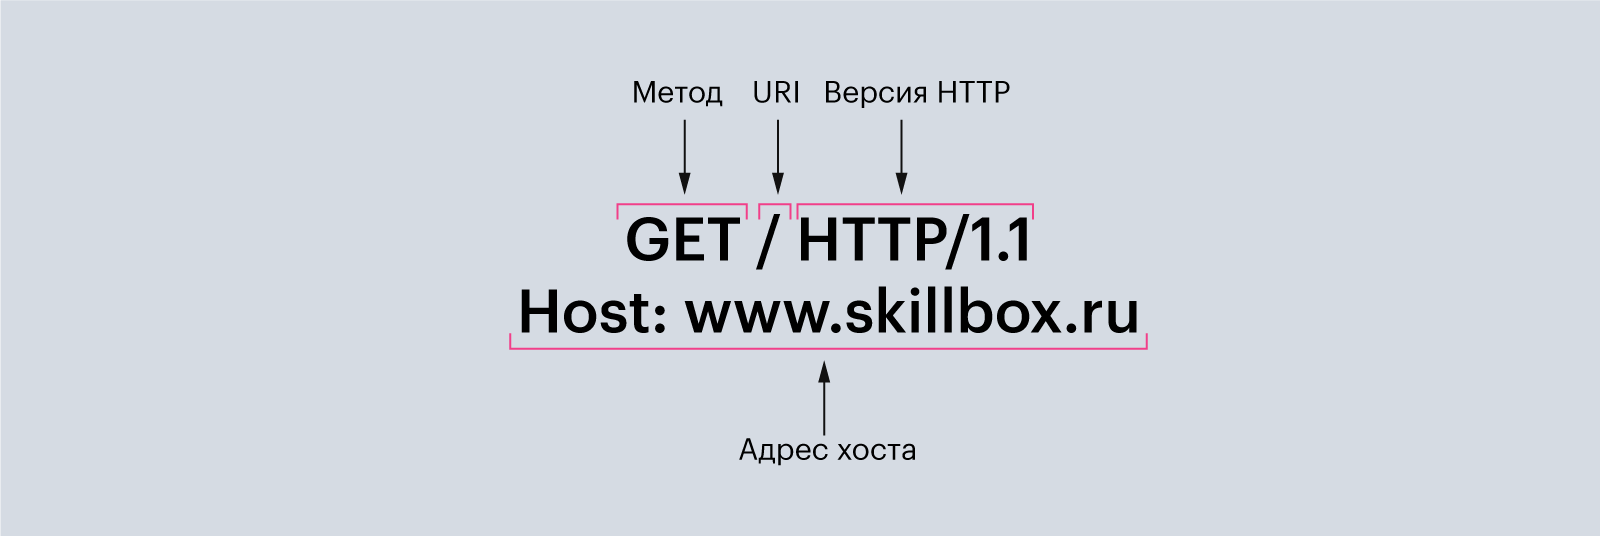 Метод URI Версия HTTP
GET / HTTP/1.1
Host: www.skillbox.ru
Адрес хоста